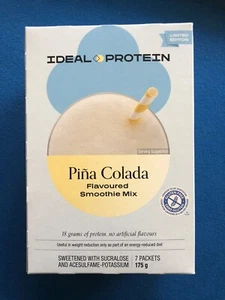 LIMITED
EDITION
IDEAL PROTEIN
Piña Colada
Flavoured
Smoothie Mix
18 grams of protein, no artificial flavours
Useful in weight reduction only as part of an energy-reduced diet
SWEETENED WITH SUCRALOSE
AND ACESULFAME-POTASSIUM
7 PACKETS
175 g